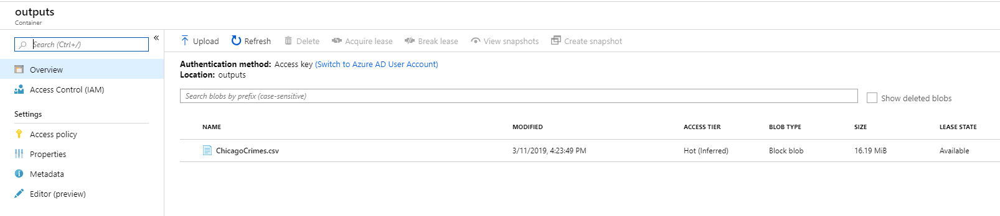 outputs
Container
Search (Ctrl+/)
«
Overview
Access Control (IAM)
Settings
Access policy
Properties
Metadata
Editor (preview)
Upload Refresh Delete Acquire lease Break lease View snapshots Create snapshot
Authentication method: Access key (Switch to Azure AD User Account)
Location: outputs
Search blobs by prefix (case-sensitive) Show deleted blobs
NAME MODIFIED ACCESS TIER BLOB TYPE SIZE LEASE STATE
ChicagoCrimes.csv 3/11/2019, 4:23:49 PM Hot (Inferred) Block blob 16.19 MiB Available